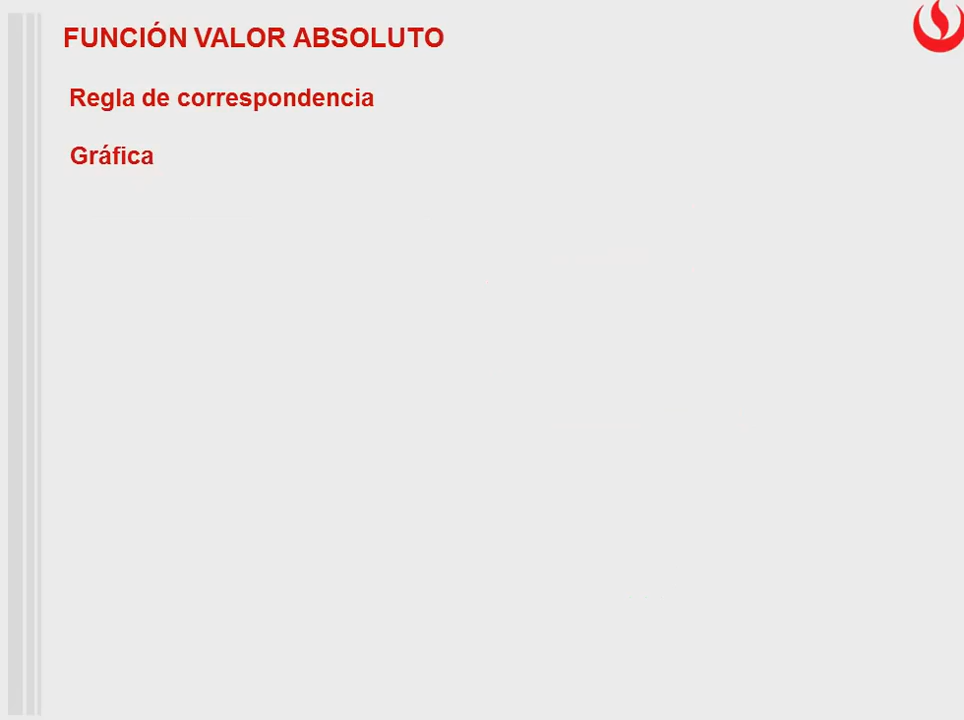 FUNCIÓN VALOR ABSOLUTO
Regla de correspondencia
Gráfica